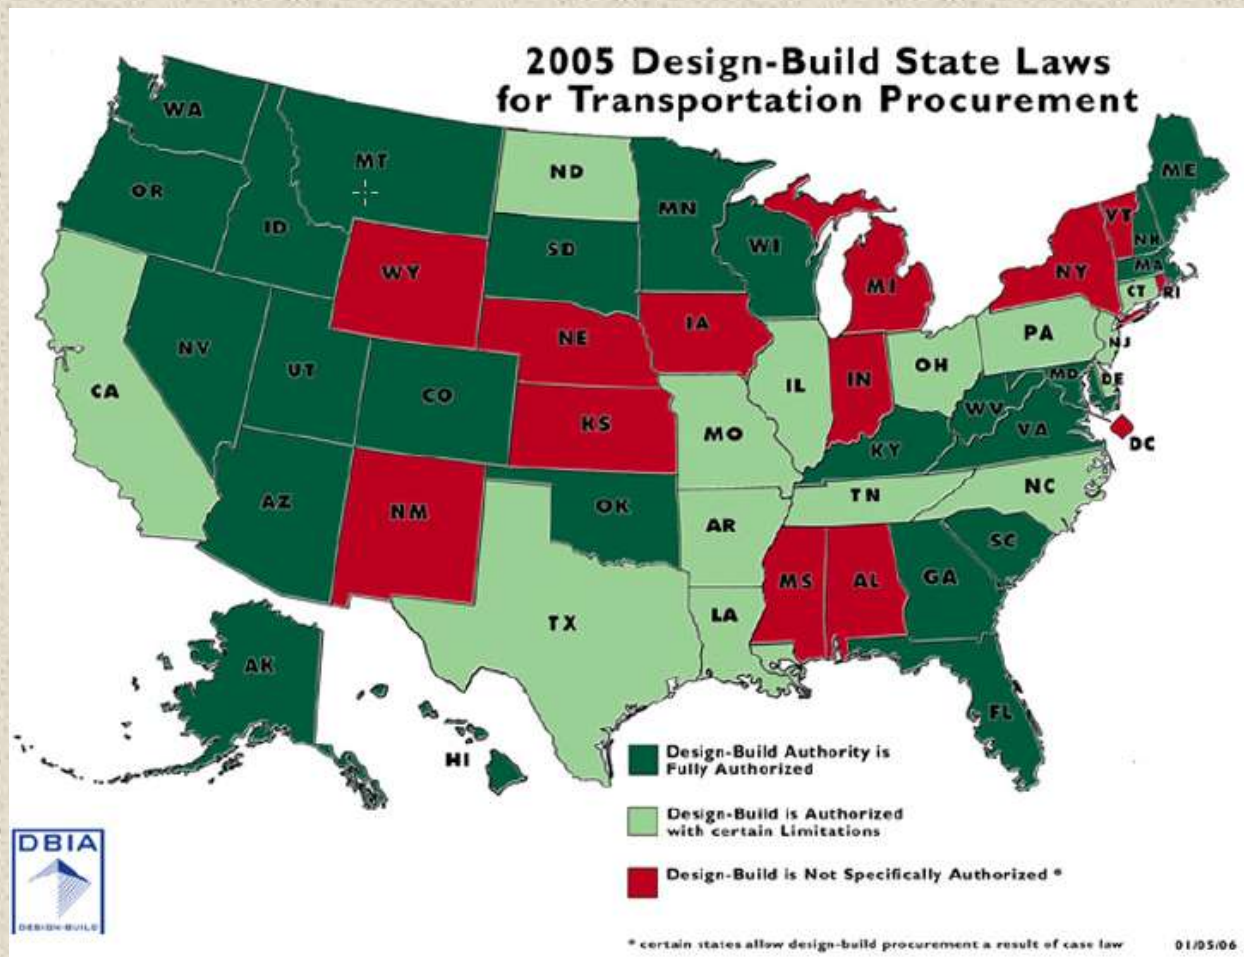 2005 Design-Build State Laws
for Transportation Procurement
WA
MT
ND
ME
OR
MN
VT
ID
SD
WI
NH
MA
WY
NY
CT
RI
MI
IA
NE
PA
NV
NJ
UT
OH
MD
DE
CA
CO
IL
IN
WV
KS
MO
VA
KY
DC
AZ
NM
TN
NC
OK
AR
SC
MS
AL
GA
TX
LA
AK
FL
HI
Design-Build Authority is
Fully Authorized
Design-Build is Authorized
with certain Limitations
Design-Build is Not Specifically Authorized *
DBIA
DESIGN-BUILD
* certain states allow design-build procurement a result of case law
01/05/06